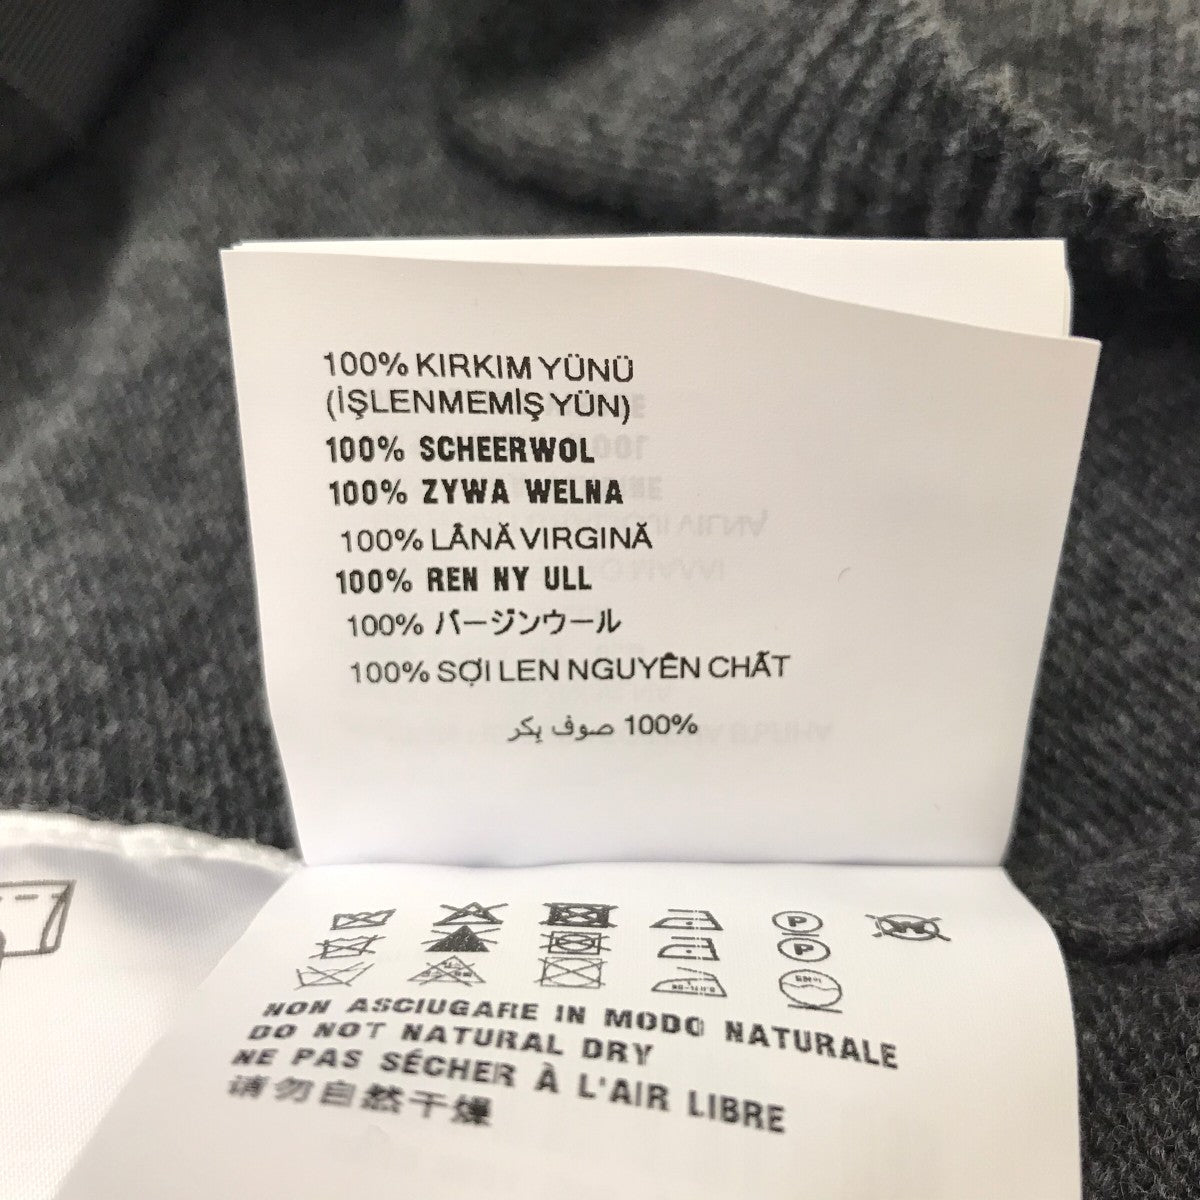 100% KIRKIM YÜNÜ
(İŞLENMEMİŞ YÜN)
100% SCHEERWOL
100% ZYWA WELNA
100% LÂNĂ VIRGINĂ
100% REN NY ULL
100% バージンウール
100% SỢI LEN NGUYÊN CHẤT
100% صوف بكر
P
P
NON ASCIUGARE IN MODO NATURALE
DO NOT NATURAL DRY
NE PAS SÉCHER À L'AIR LIBRE
请勿自然干燥